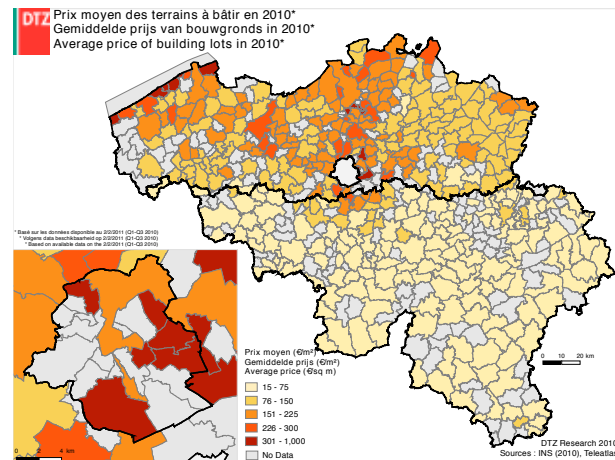 DTZ
Prix moyen des terrains à bâtir en 2010*
Gemiddelde prijs van bouwgronds in 2010*
Average price of building lots in 2010*
* Basé sur les données disponible au 2/2/2011 (Q1-Q3 2010)
* Volgens data beschikbaarheid op 2/2/2011 (Q1-Q3 2010)
* Based on available data on the 2/2/2011 (Q1-Q3 2010)
Prix moyen (€/m²)
Gemiddelde prijs (€/m²)
Average price (€/sq m)
15 - 75
76 - 150
151 - 225
226 - 300
301 - 1,000
No Data
0 10 20 km
0 2 4 km
DTZ Research 2010
Sources : INS (2010), Teleatlas